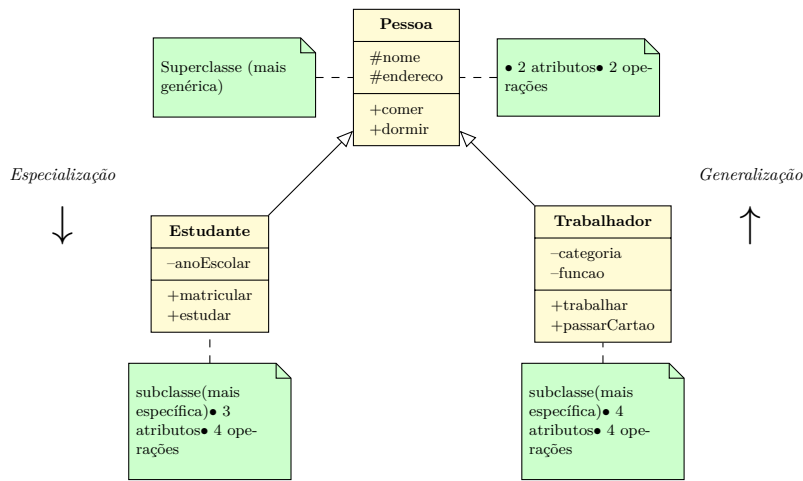 Pessoa
#nome
#endereco
+comer
+dormir
Superclasse (mais
genérica)
• 2 atributos• 2 ope-
rações
Especialização
↓
Generalização
↑
Estudante
–anoEscolar
+matricular
+estudar
Trabalhador
–categoria
–funcao
+trabalhar
+passarCartao
subclasse(mais
específica)• 3
atributos• 4 ope-
rações
subclasse(mais
específica)• 4
atributos• 4 ope-
rações